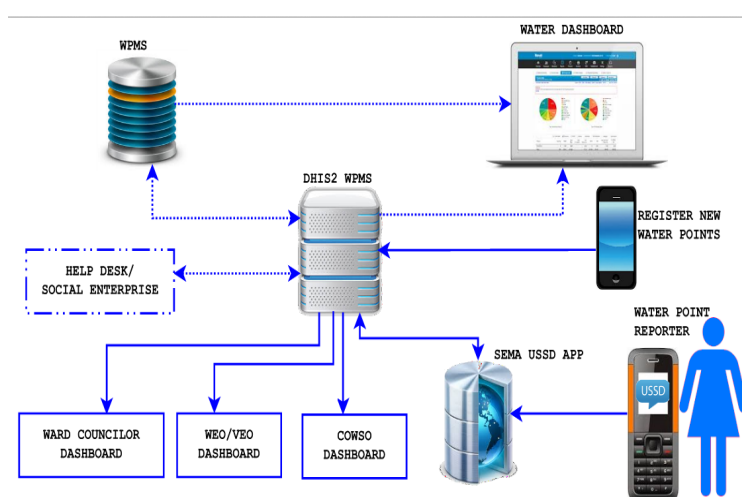 WATER DASHBOARD
WPMS
DHIS2 WPMS
REGISTER NEW
WATER POINTS
HELP DESK/
SOCIAL ENTERPRISE
WATER POINT
REPORTER
SEMA USSD APP
USSD
WARD COUNCILOR
DASHBOARD
WEO/VEO
DASHBOARD
COWSO
DASHBOARD